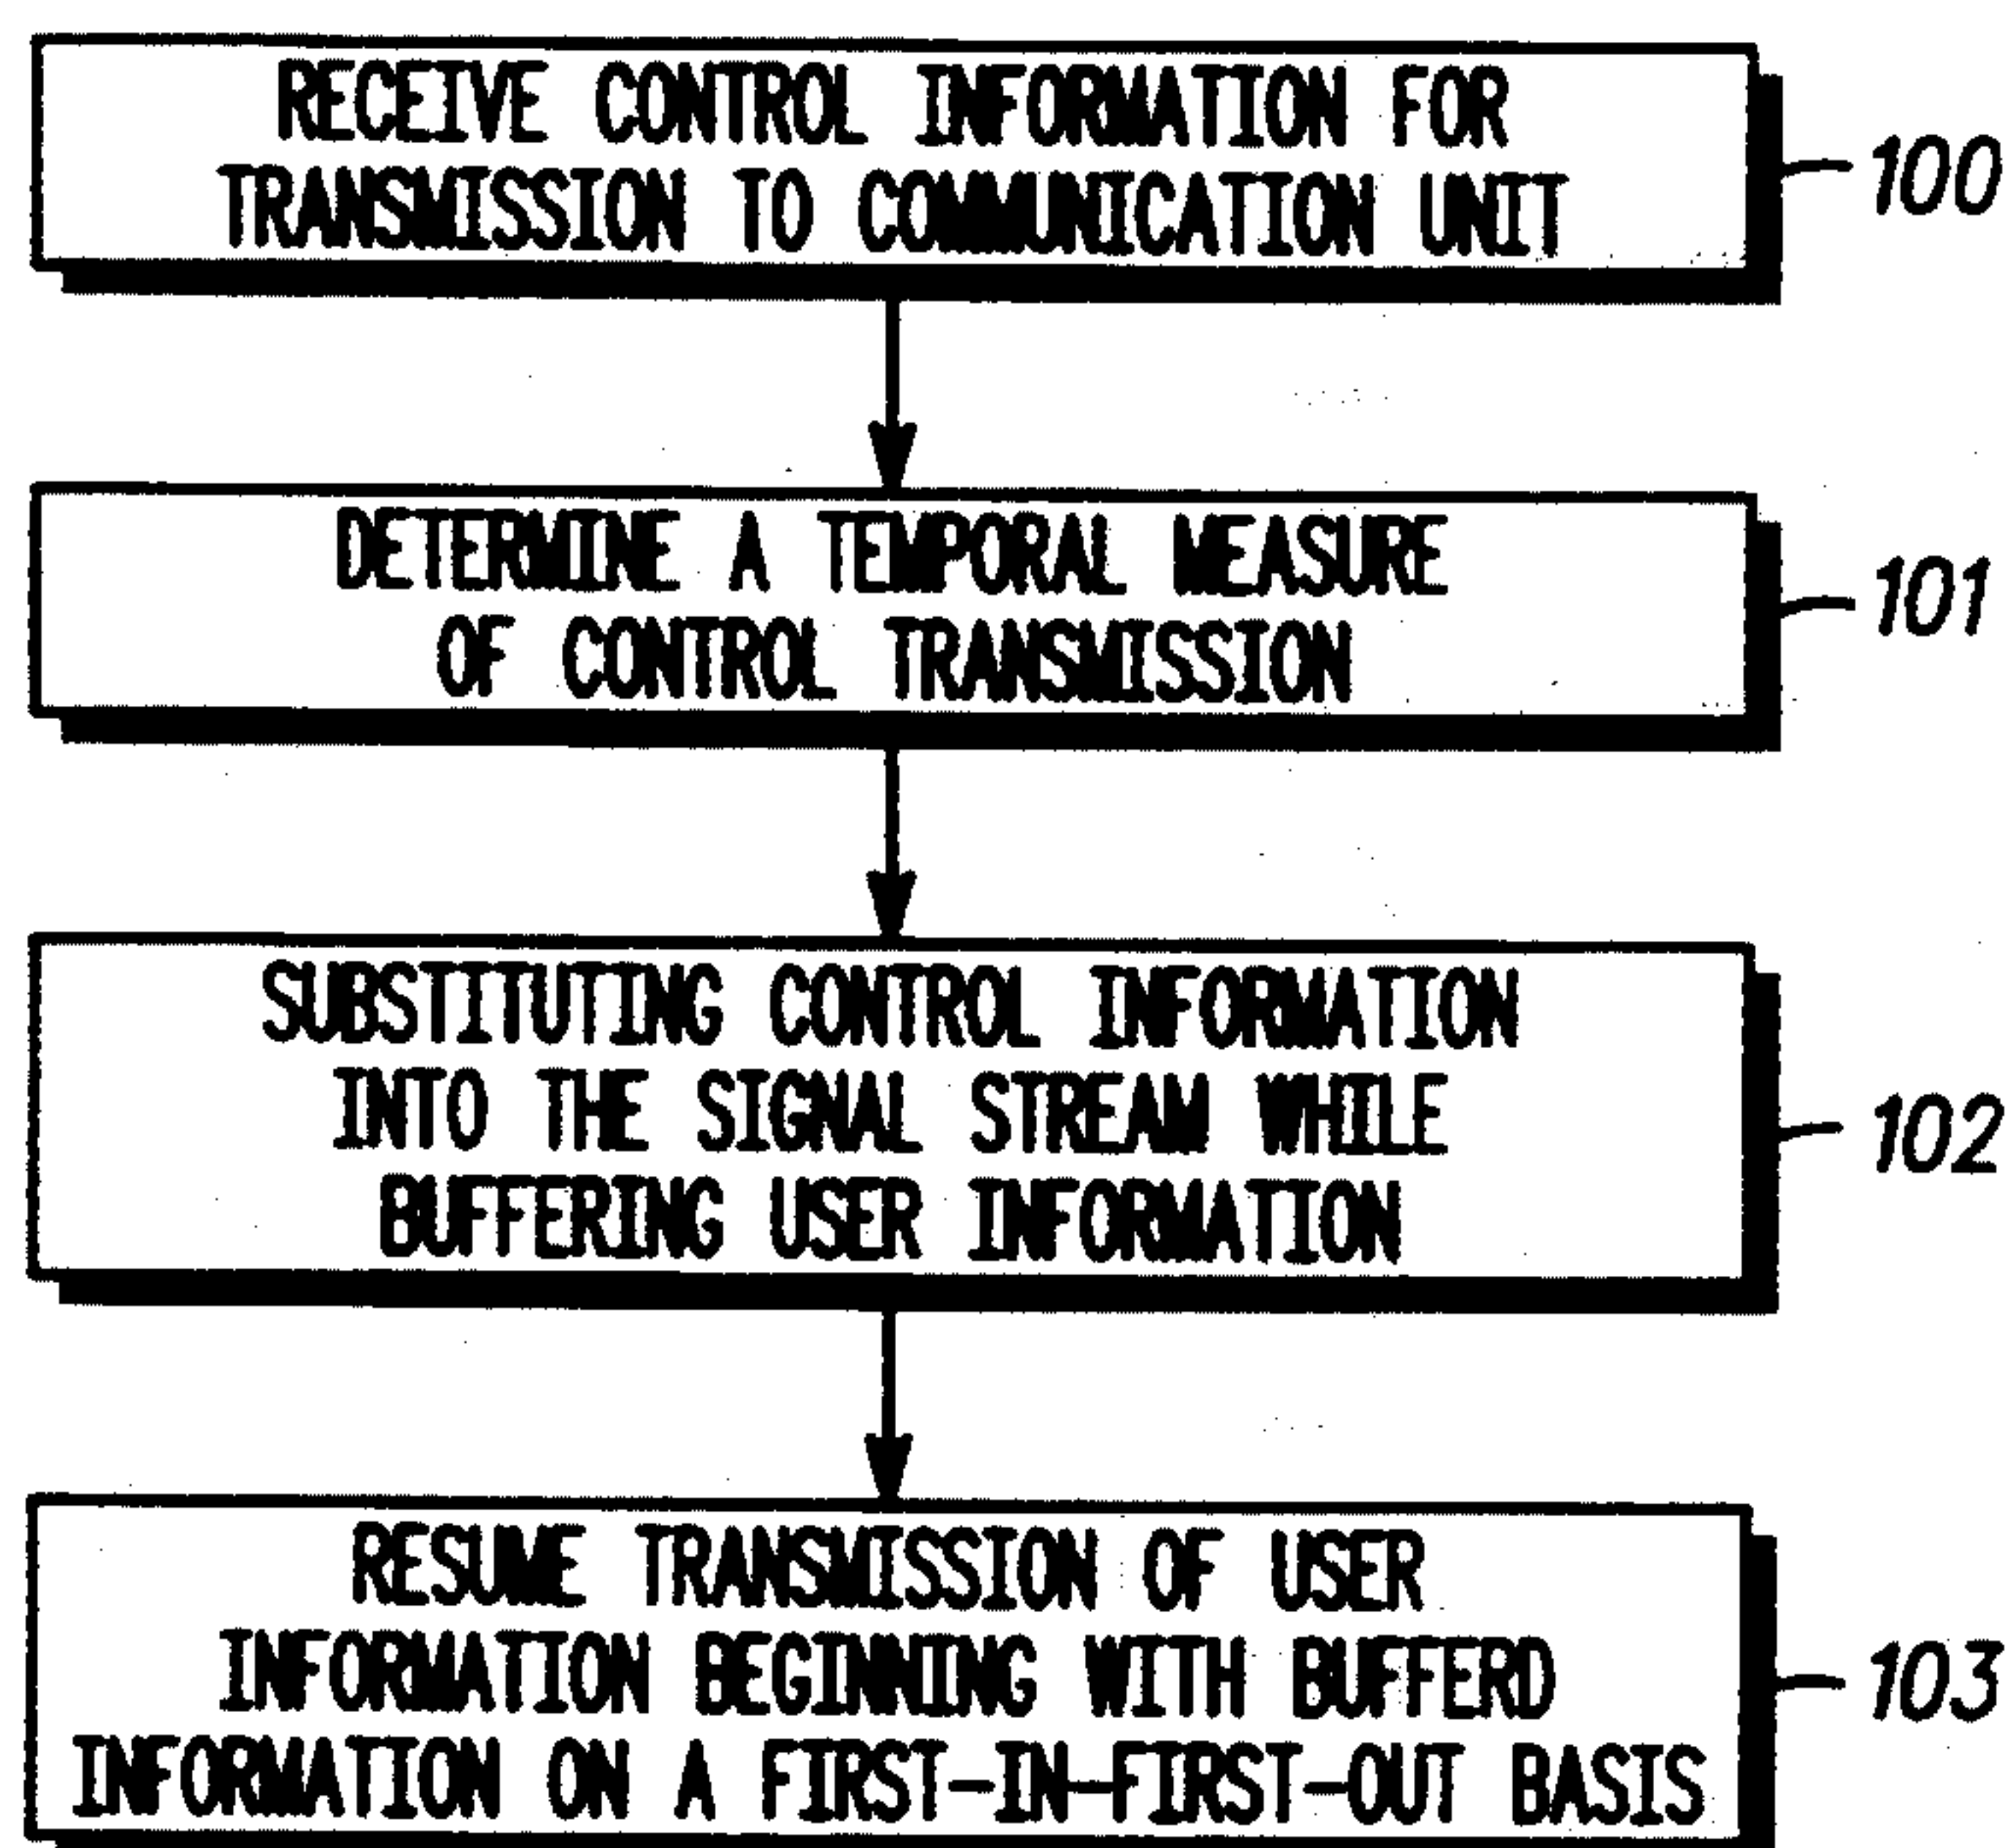 RECEIVE CONTROL INFORMATION FOR
TRANSMISSION TO COMMUNICATION UNIT
100
DETERMINE A TEMPORAL MEASURE
OF CONTROL TRANSMISSION
101
SUBSTITUTING CONTROL INFORMATION
INTO THE SIGNAL STREAM WHILE
BUFFERING USER INFORMATION
102
RESUME TRANSMISSION OF USER
INFORMATION BEGINNING WITH BUFFERD
INFORMATION ON A FIRST-IN-FIRST-OUT BASIS
103